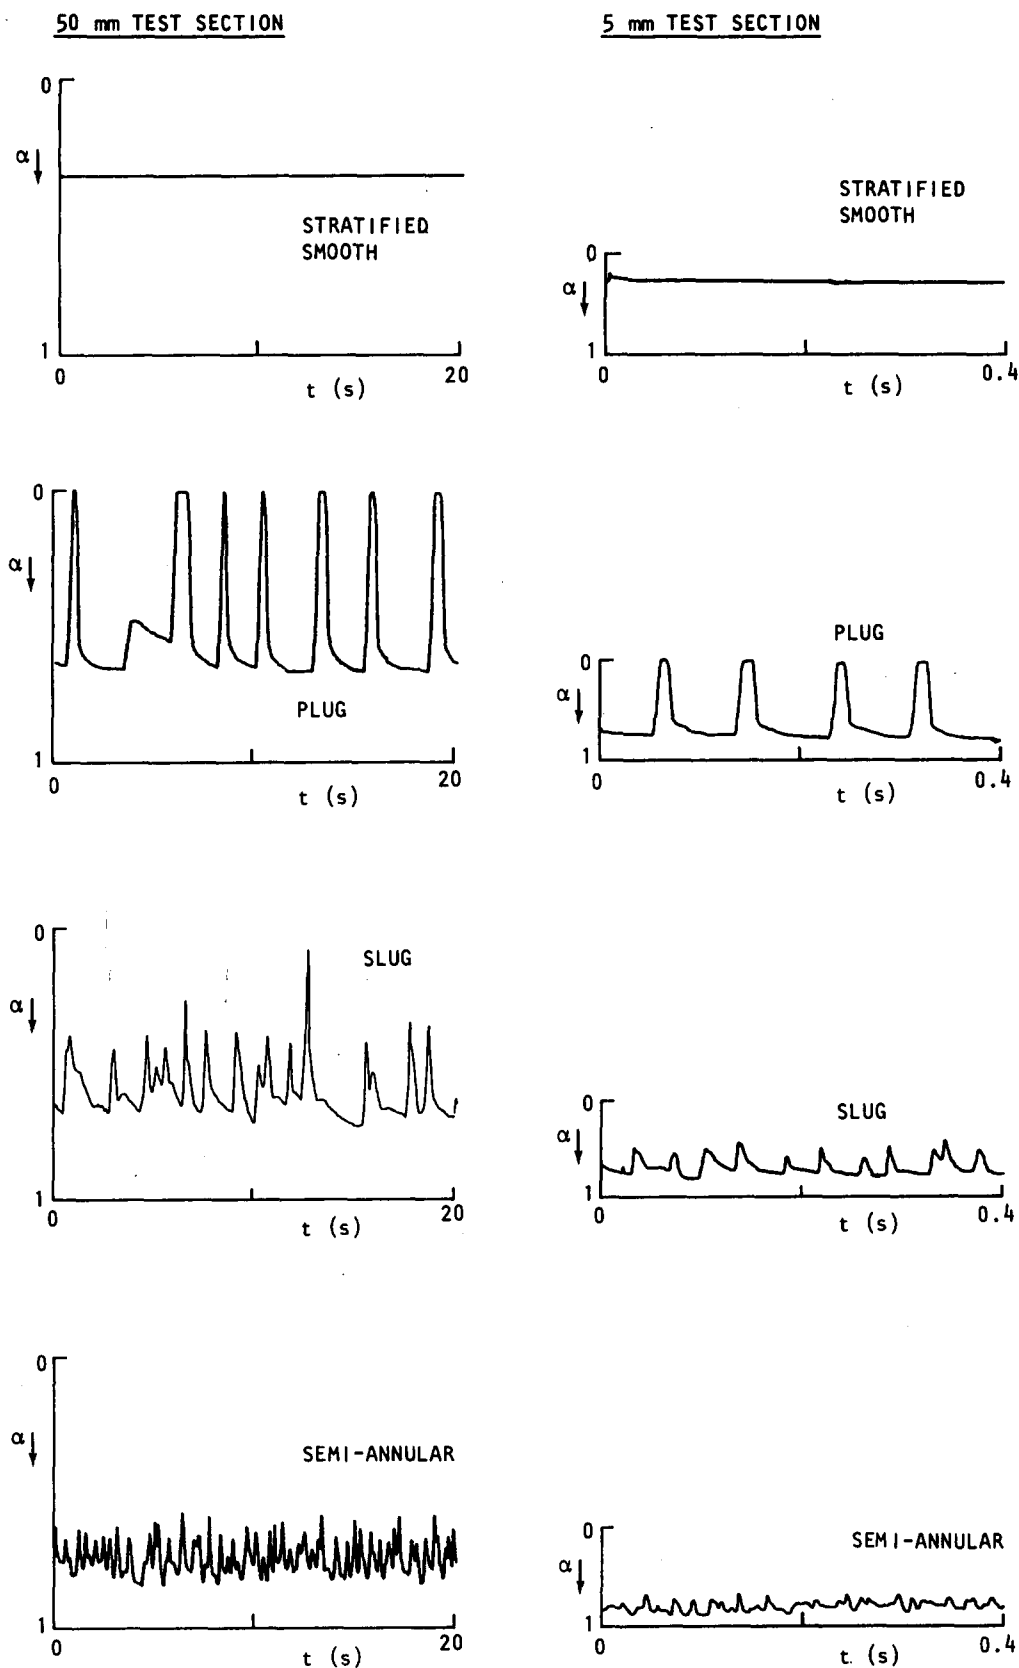 50 mm TEST SECTION
5 mm TEST SECTION
0
α ↓
STRATIFIED
SMOOTH
1
0
20
t (s)
STRATIFIED
SMOOTH
0
α ↓
1
0
0.4
t (s)
0
α ↓
PLUG
1
0
20
t (s)
PLUG
0
α ↓
1
0
0.4
t (s)
0
SLUG
α ↓
1
0
20
t (s)
0
SLUG
α ↓
1
0
0.4
t (s)
0
α ↓
SEMI-ANNULAR
1
0
20
t (s)
0
SEMI-ANNULAR
α ↓
1
0
0.4
t. (s)